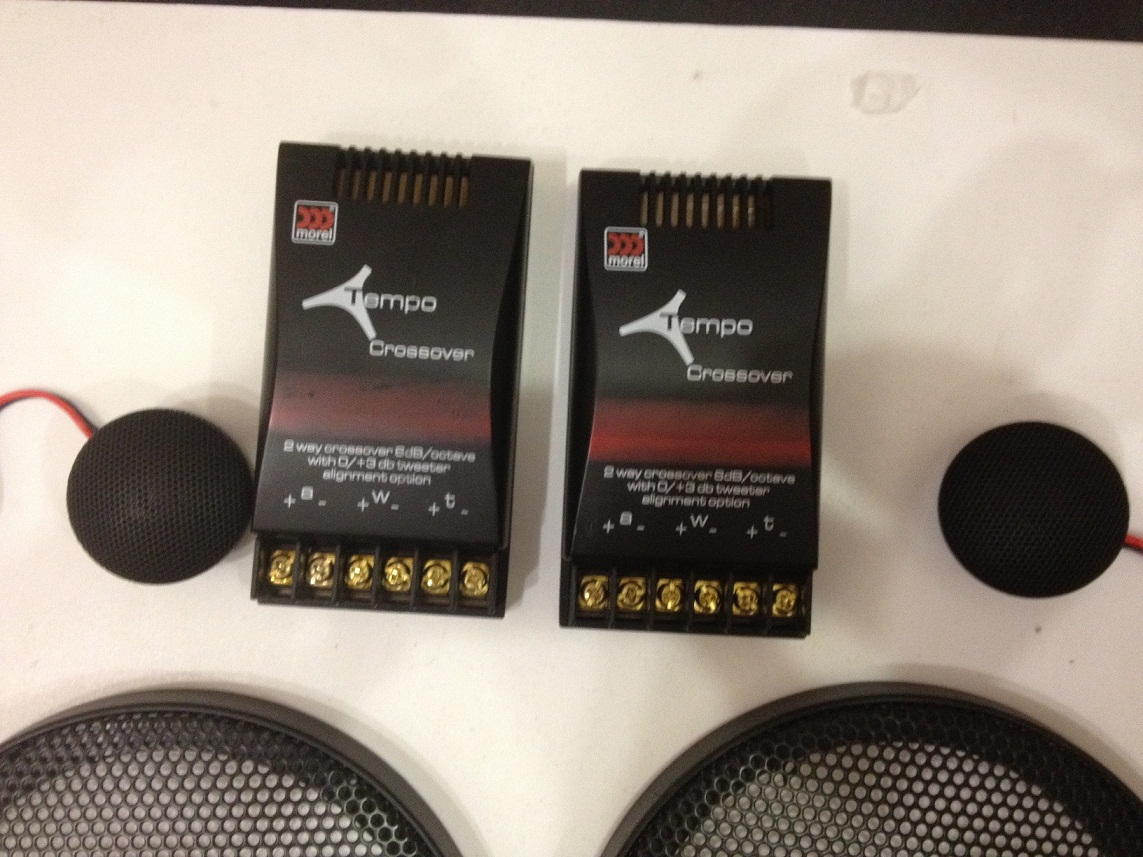 morel
Tempo
Crossover
2 way crossover 6dB/octave
with 0/+3 db tweeter
alignment option
+ a - + w - + t -
morel
Tempo
Crossover
2 way crossover 6dB/octave
with 0/+3 db tweeter
alignment option
+ a - + w - + t -